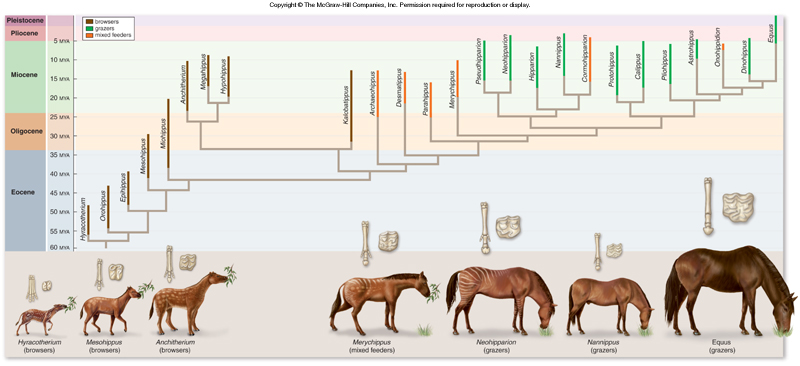 Copyright © The McGraw-Hill Companies, Inc. Permission required for reproduction or display.
Pleistocene
Pliocene
Miocene
Oligocene
Eocene
5 MYA
10 MYA
15 MYA
20 MYA
25 MYA
30 MYA
35 MYA
40 MYA
45 MYA
50 MYA
55 MYA
60 MYA
browsers
grazers
mixed feeders
Hyracotherium
Orohippus
Epihippus
Mesohippus
Miohippus
Anchitherium
Megahippus
Hypohippus
Kalobatippus
Archaeohippus
Desmatippus
Parahippus
Merychippus
Pseudhipparion
Neohipparion
Hipparion
Nannippus
Cormohipparion
Protohippus
Calippus
Pliohippus
Astrohippus
Onohippidion
Dinohippus
Equus
Hyracotherium
(browsers)
Mesohippus
(browsers)
Anchitherium
(browsers)
Merychippus
(mixed feeders)
Neohipparion
(grazers)
Nannippus
(grazers)
Equus
(grazers)